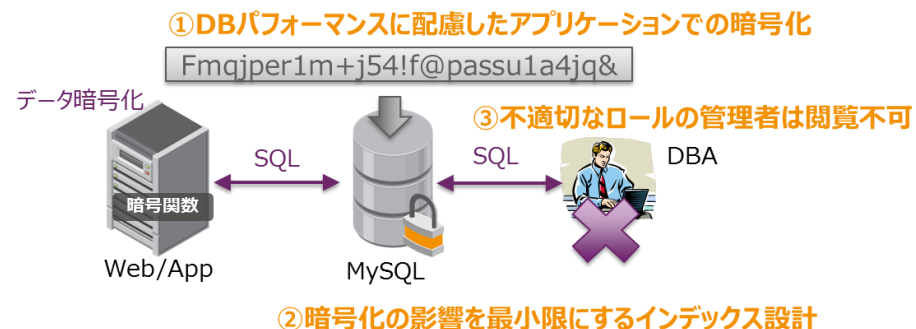 ①DBパフォーマンスに配慮したアプリケーションでの暗号化
Fmqjper1m+j54!f@passu1a4jq&
データ暗号化
③不適切なロールの管理者は閲覧不可
SQL
SQL
DBA
暗号関数
Web/App
MySQL
②暗号化の影響を最小限にするインデックス設計